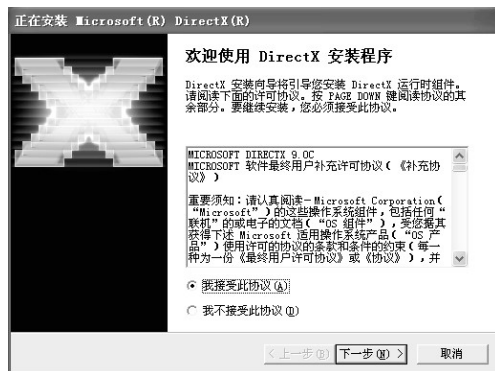 正在安装 Microsoft(R) DirectX(R)
欢迎使用 DirectX 安装程序
DirectX 安装向导将引导您安装 DirectX 运行时组件。
请阅读下面的许可协议。按 PAGE DOWN 键阅读协议的其
余部分。要继续安装，您必须接受此协议。
MICROSOFT DIRECTX 9.0C
MICROSOFT 软件最终用户补充许可协议(《补充协
议》)
重要须知：请认真阅读－Microsoft Corporation(
“Microsoft”)的这些操作系统组件，包括任何“
联机”的或电子的文档(“OS 组件”)，受您据其
获得下述 Microsoft 适用操作系统产品(“OS 产
品”)使用许可的协议的条款和条件的约束(每一
种为一份《最终用户许可协议》或《协议》)，并
我接受此协议(A)
我不接受此协议(D)
< 上一步(B) 下一步(N) > 取消